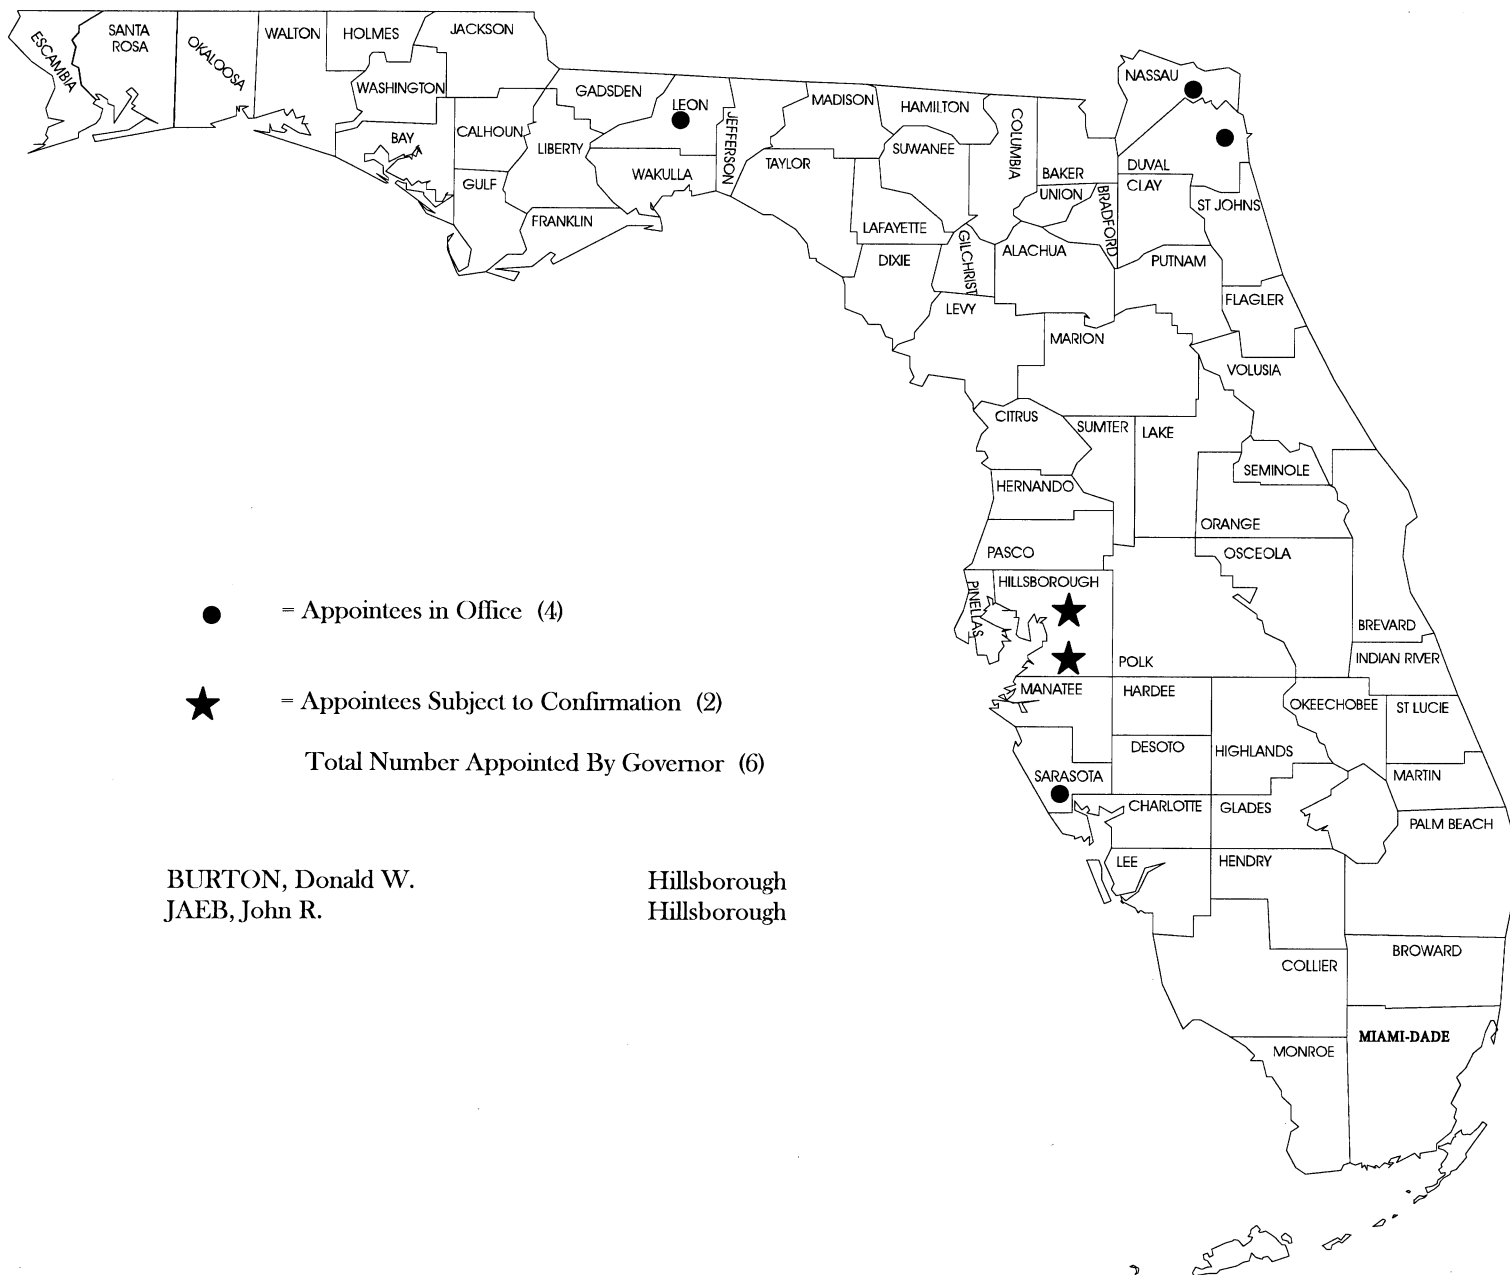 ESCAMBIA
SANTA
ROSA
OKALOOSA
WALTON
HOLMES
JACKSON
WASHINGTON
BAY
CALHOUN
GULF
GADSDEN
LIBERTY
FRANKLIN
LEON
WAKULLA
JEFFERSON
MADISON
TAYLOR
HAMILTON
SUWANEE
LAFAYETTE
DIXIE
COLUMBIA
GILCHRIST
BAKER
UNION
BRADFORD
ALACHUA
NASSAU
DUVAL
CLAY
ST JOHNS
PUTNAM
FLAGLER
LEVY
MARION
VOLUSIA
CITRUS
SUMTER
LAKE
SEMINOLE
HERNANDO
ORANGE
PASCO
OSCEOLA
PINELLAS
HILLSBOROUGH
POLK
BREVARD
INDIAN RIVER
MANATEE
HARDEE
OKEECHOBEE
ST LUCIE
DESOTO
HIGHLANDS
SARASOTA
MARTIN
CHARLOTTE
GLADES
PALM BEACH
LEE
HENDRY
COLLIER
BROWARD
MONROE
MIAMI-DADE
= Appointees in Office (4)
= Appointees Subject to Confirmation (2)
Total Number Appointed By Governor (6)
BURTON, Donald W. Hillsborough
JAEB, John R. Hillsborough